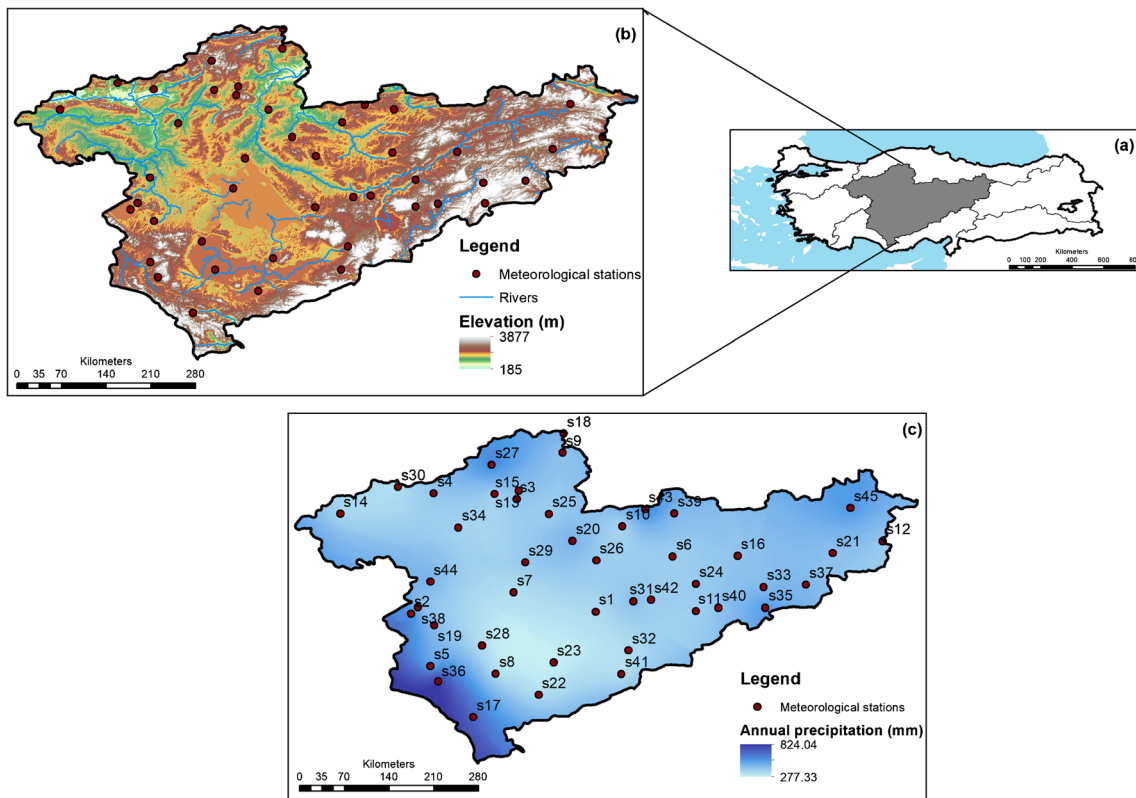 (b)
Legend
Meteorological stations
Rivers
Elevation (m)
3877
185
Kilometers
0 35 70 140 210 280
(a)
Kilometers
0 100 200 400 600
(c)
s18
s9
s27
s30
s4
s15
s3
s13
s14
s25
s39
s45
s10
s34
s20
s12
s29
s26
s6
s16
s21
s44
s7
s24
s33
s37
s2
s31
s42
s1
s11
s40
s35
s38
s19
s28
s32
s5
s23
s36
s8
s41
s22
s17
Legend
Meteorological stations
Annual precipitation (mm)
824.04
277.33
Kilometers
0 35 70 140 210 280